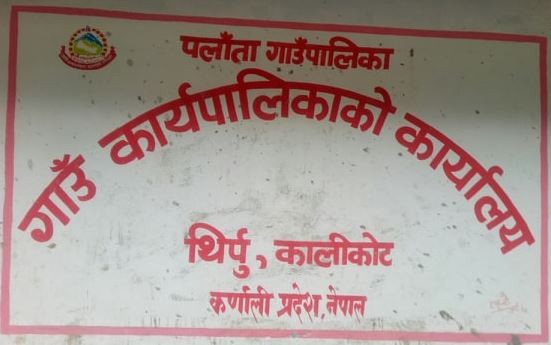 पलाँता गाउँपालिका
गाउँ कार्यपालिकाको कार्यालय
थिर्पु, कालीकोट
कर्णाली प्रदेश, नेपाल